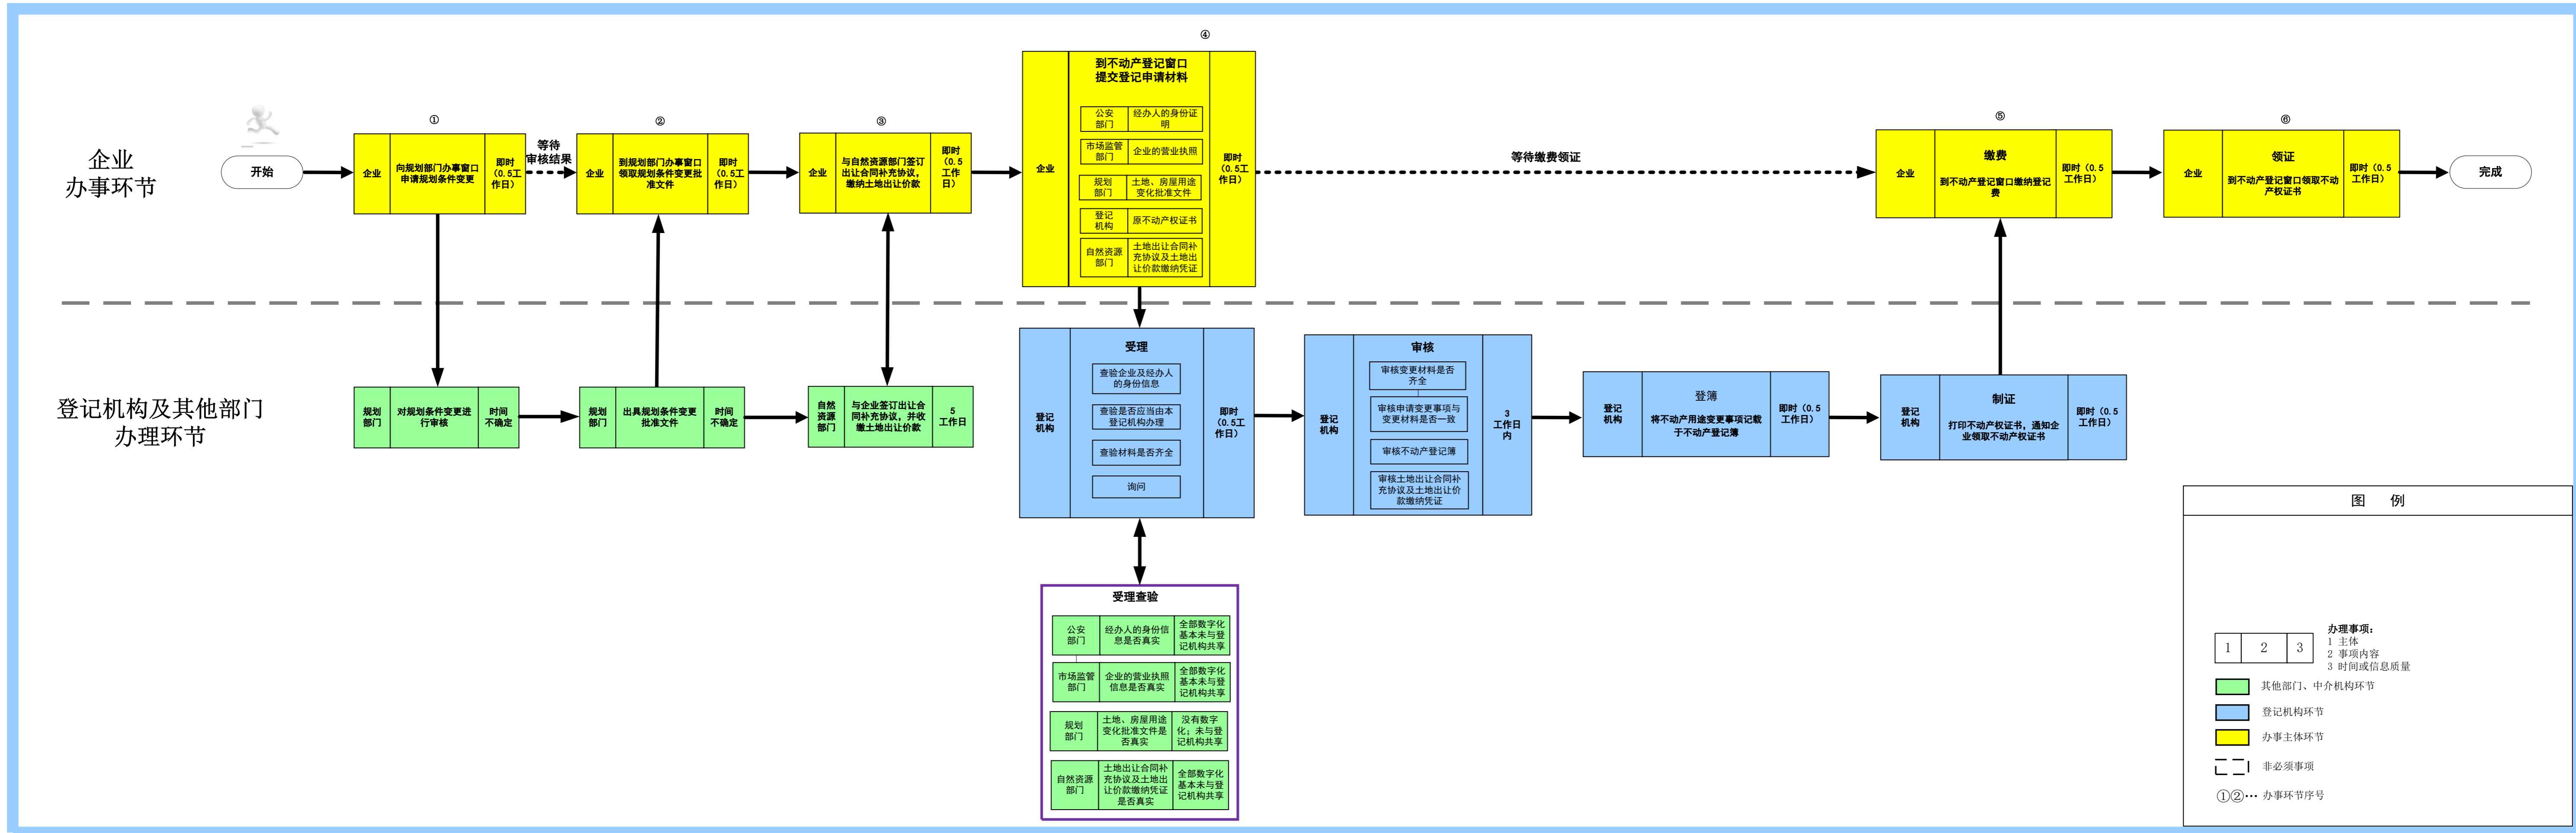 企业
办事环节
开始
①
企业
向规划部门办事窗口
申请规划条件变更
即时
（0.5工
作日）
等待
审核结果
②
企业
到规划部门办事窗口
领取规划条件变更批
准文件
即时
（0.5工
作日）
③
企业
与自然资源部门签订
出让合同补充协议，
缴纳土地出让价款
即时
（0.5
工作
日）
④
企业
到不动产登记窗口
提交登记申请材料
公安
部门
经办人的身份证
明
市场监管
部门
企业的营业执照
规划
部门
土地、房屋用途
变化批准文件
登记
机构
原不动产权证书
自然资源
部门
土地出让合同补
充协议及土地出
让价款缴纳凭证
即时
（0.5工
作日）
等待缴费领证
⑤
企业
缴费
到不动产登记窗口缴纳登记
费
即时（0.5
工作日）
⑥
企业
领证
到不动产登记窗口领取不动
产权证书
即时（0.5
工作日）
完成
登记机构及其他部门
办理环节
规划
部门
对规划条件变更进
行审核
时间
不确定
规划
部门
出具规划条件变更
批准文件
时间
不确定
自然
资源
部门
与企业签订出让合
同补充协议，并收
缴土地出让价款
5
工作日
登记
机构
受理
查验企业及经办人
的身份信息
查验是否应当由本
登记机构办理
查验材料是否齐全
询问
即时
（0.5工
作日）
登记
机构
审核
审核变更材料是否
齐全
审核申请变更事项与
变更材料是否一致
审核不动产登记簿
审核土地出让合同补
充协议及土地出让价
款缴纳凭证
3
工作日
内
登记
机构
登簿
将不动产用途变更事项记载
于不动产登记簿
即时（0.5
工作日）
登记
机构
制证
打印不动产权证书，通知企
业领取不动产权证书
即时（0.5
工作日）
受理查验
公安
部门
经办人的身份信
息是否真实
全部数字化
基本未与登
记机构共享
市场监管
部门
企业的营业执照
信息是否真实
全部数字化
基本未与登
记机构共享
规划
部门
土地、房屋用途
变化批准文件是
否真实
没有数字
化；未与登
记机构共享
自然资源
部门
土地出让合同补
充协议及土地出
让价款缴纳凭证
是否真实
全部数字化
基本未与登
记机构共享
图 例
1 2 3
办理事项：
1 主体
2 事项内容
3 时间或信息质量
其他部门、中介机构环节
登记机构环节
办事主体环节
非必须事项
①②… 办事环节序号